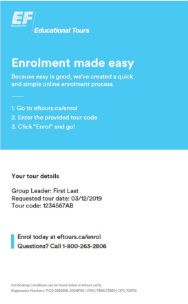 EF
Educational Tours
Enrolment made easy
Because easy is good, we've created a quick
and simple online enrolment process.
1. Go to eftours.ca/enrol
2. Enter the provided tour code
3. Click "Enrol" and go!
Your tour details
Group Leader: First Last
Requested tour date: 03/12/2019
Tour code: 1234567AB
Enrol today at eftours.ca/enrol
Questions? Call 1-800-263-2806